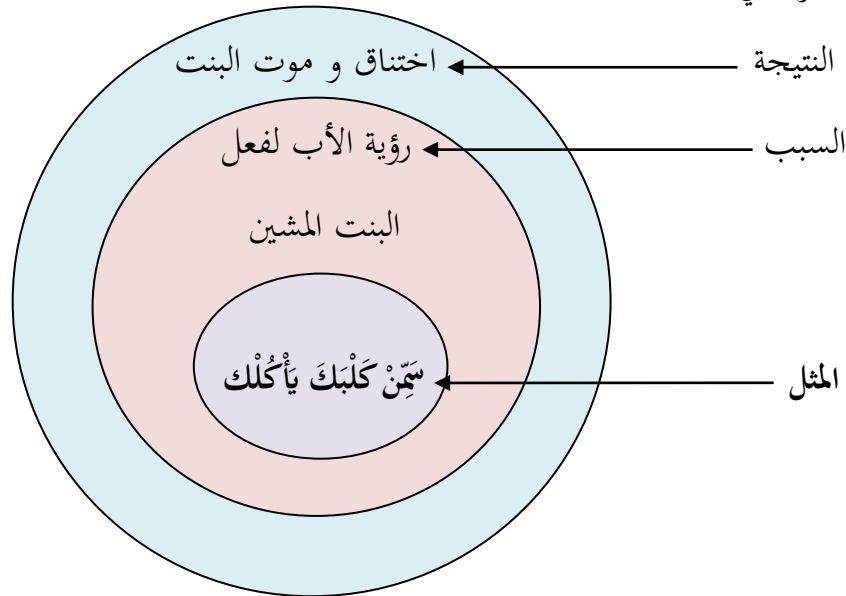 النتيجة
اختناق و موت البنت
السبب
رؤية الأب لفعل
البنت المشين
المثل
سَمِّنْ كَلْبَكَ يَأْكُلْك